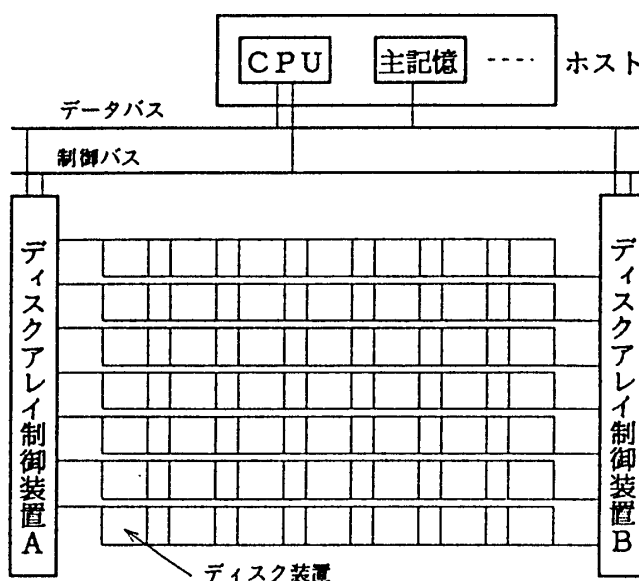 CPU
主記憶
ホスト
データバス
制御バス
ディスクアレイ制御装置A
ディスクアレイ制御装置B
ディスク装置